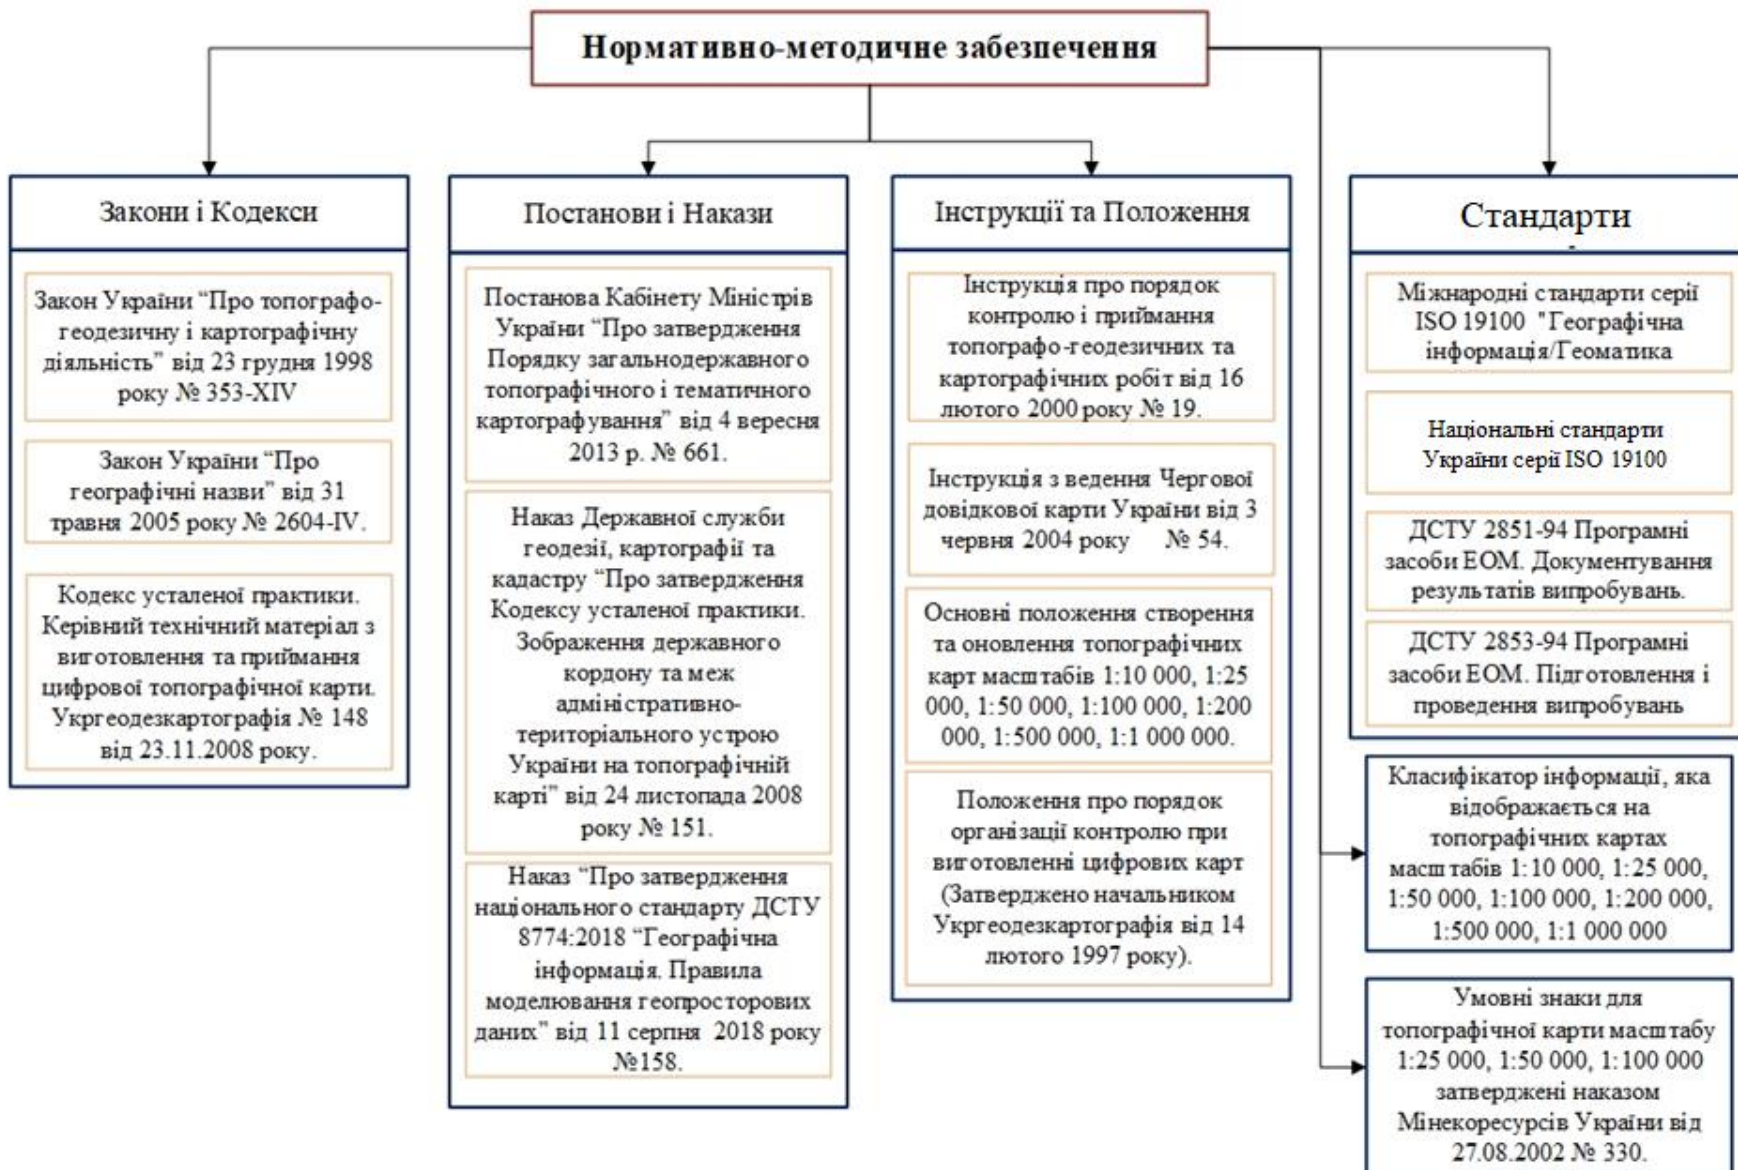 Нормативно-методичне забезпечення
Закони і Кодекси
Закон України “Про топографо-
геодезичну і картографічну
діяльність” від 23 грудня 1998
року № 353-XIV
Закон України “Про
географічні назви” від 31
травня 2005 року № 2604-IV.
Кодекс усталеної практики.
Керівний технічний матеріал з
виготовлення та приймання
цифрової топографічної карти.
Укргеодезкартографія № 148
від 23.11.2008 року.
Постанови і Накази
Постанова Кабінету Міністрів
України “Про затвердження
Порядку загальнодержавного
топографічного і тематичного
картографування” від 4 вересня
2013 р. № 661.
Наказ Державної служби
геодезії, картографії та
кадастру “Про затвердження
Кодексу усталеної практики.
Зображення державного
кордону та меж
адміністративно-
територіального устрою
України на топографічній
карті” від 24 листопада 2008
року № 151.
Наказ “Про затвердження
національного стандарту ДСТУ
8774:2018 “Географічна
інформація. Правила
моделювання геопросторових
даних” від 11 серпня 2018 року
№158.
Інструкції та Положення
Інструкція про порядок
контролю і приймання
топографо-геодезичних та
картографічних робіт від 16
лютого 2000 року № 19.
Інструкція з ведення Чергової
довідкової карти України від 3
червня 2004 року № 54.
Основні положення створення
та оновлення топографічних
карт масштабів 1:10 000, 1:25
000, 1:50 000, 1:100 000, 1:200
000, 1:500 000, 1:1 000 000.
Положення про порядок
організації контролю при
виготовленні цифрових карт
(Затверджено начальником
Укргеодезкартографія від 14
лютого 1997 року).
Стандарти
Міжнародні стандарти серії
ISO 19100 "Географічна
інформація/Геоматика
Національні стандарти
України серії ISO 19100
ДСТУ 2851-94 Програмні
засоби ЕОМ. Документування
результатів випробувань.
ДСТУ 2853-94 Програмні
засоби ЕОМ. Підготовлення і
проведення випробувань
Класифікатор інформації, яка
відображається на
топографічних картах
масштабів 1:10 000, 1:25 000,
1:50 000, 1:100 000, 1:200 000,
1:500 000, 1:1 000 000
Умовні знаки для
топографічної карти масштабу
1:25 000, 1:50 000, 1:100 000
затверджені наказом
Мінекоресурсів України від
27.08.2002 № 330.